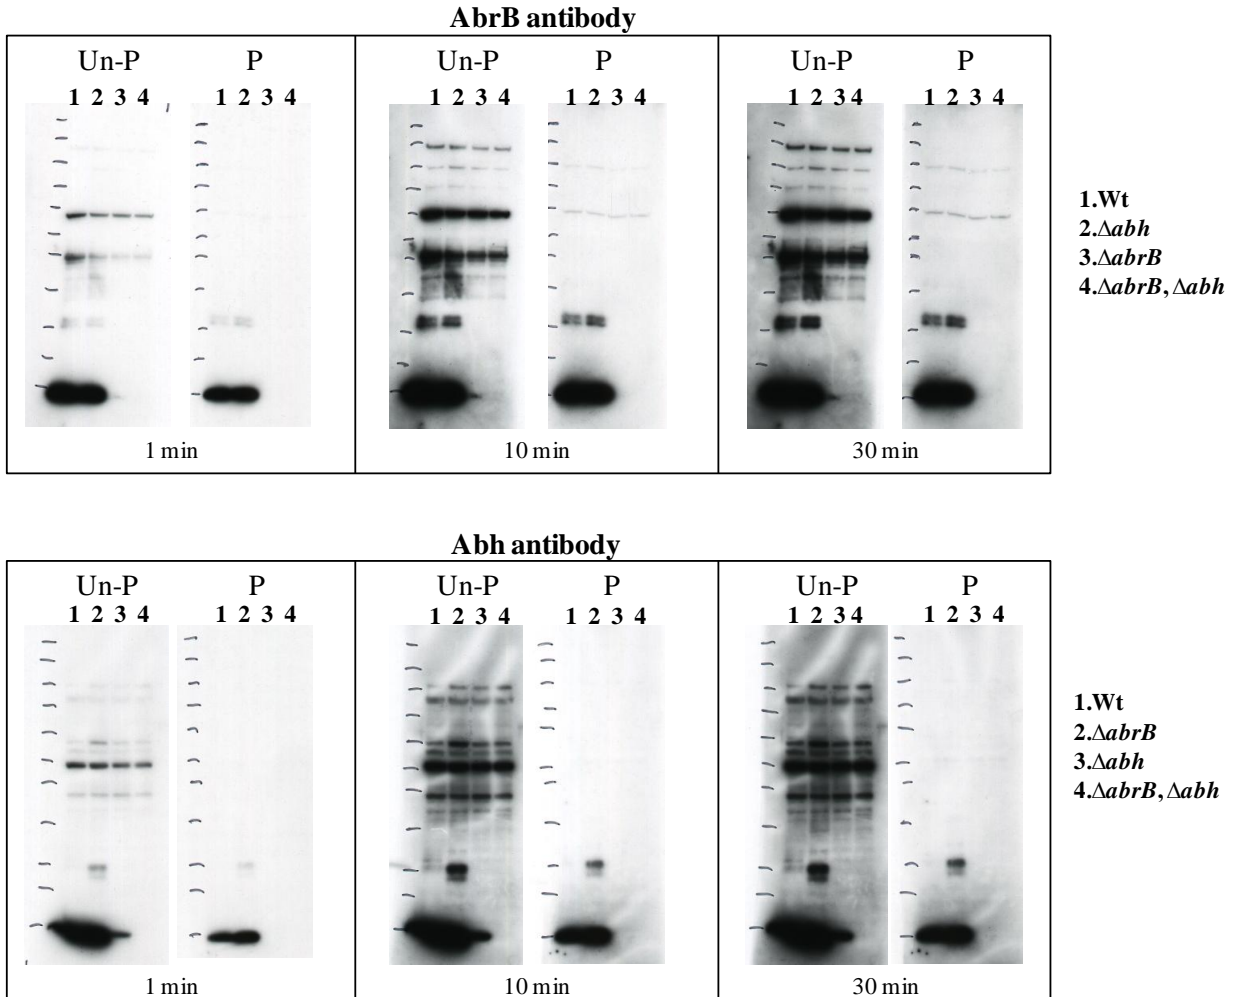 AbrB antibody
Un-P P Un-P P Un-P P
1 2 3 4 1 2 3 4 1 2 3 4 1 2 3 4 1 2 3 4 1 2 3 4
1 min 10 min 30 min
1.Wt
2.Δabh
3.ΔabrB
4.ΔabrB, Δabh
Abh antibody
Un-P P Un-P P Un-P P
1 2 3 4 1 2 3 4 1 2 3 4 1 2 3 4 1 2 3 4 1 2 3 4
1 min 10 min 30 min
1.Wt
2.ΔabrB
3.Δabh
4.ΔabrB, Δabh